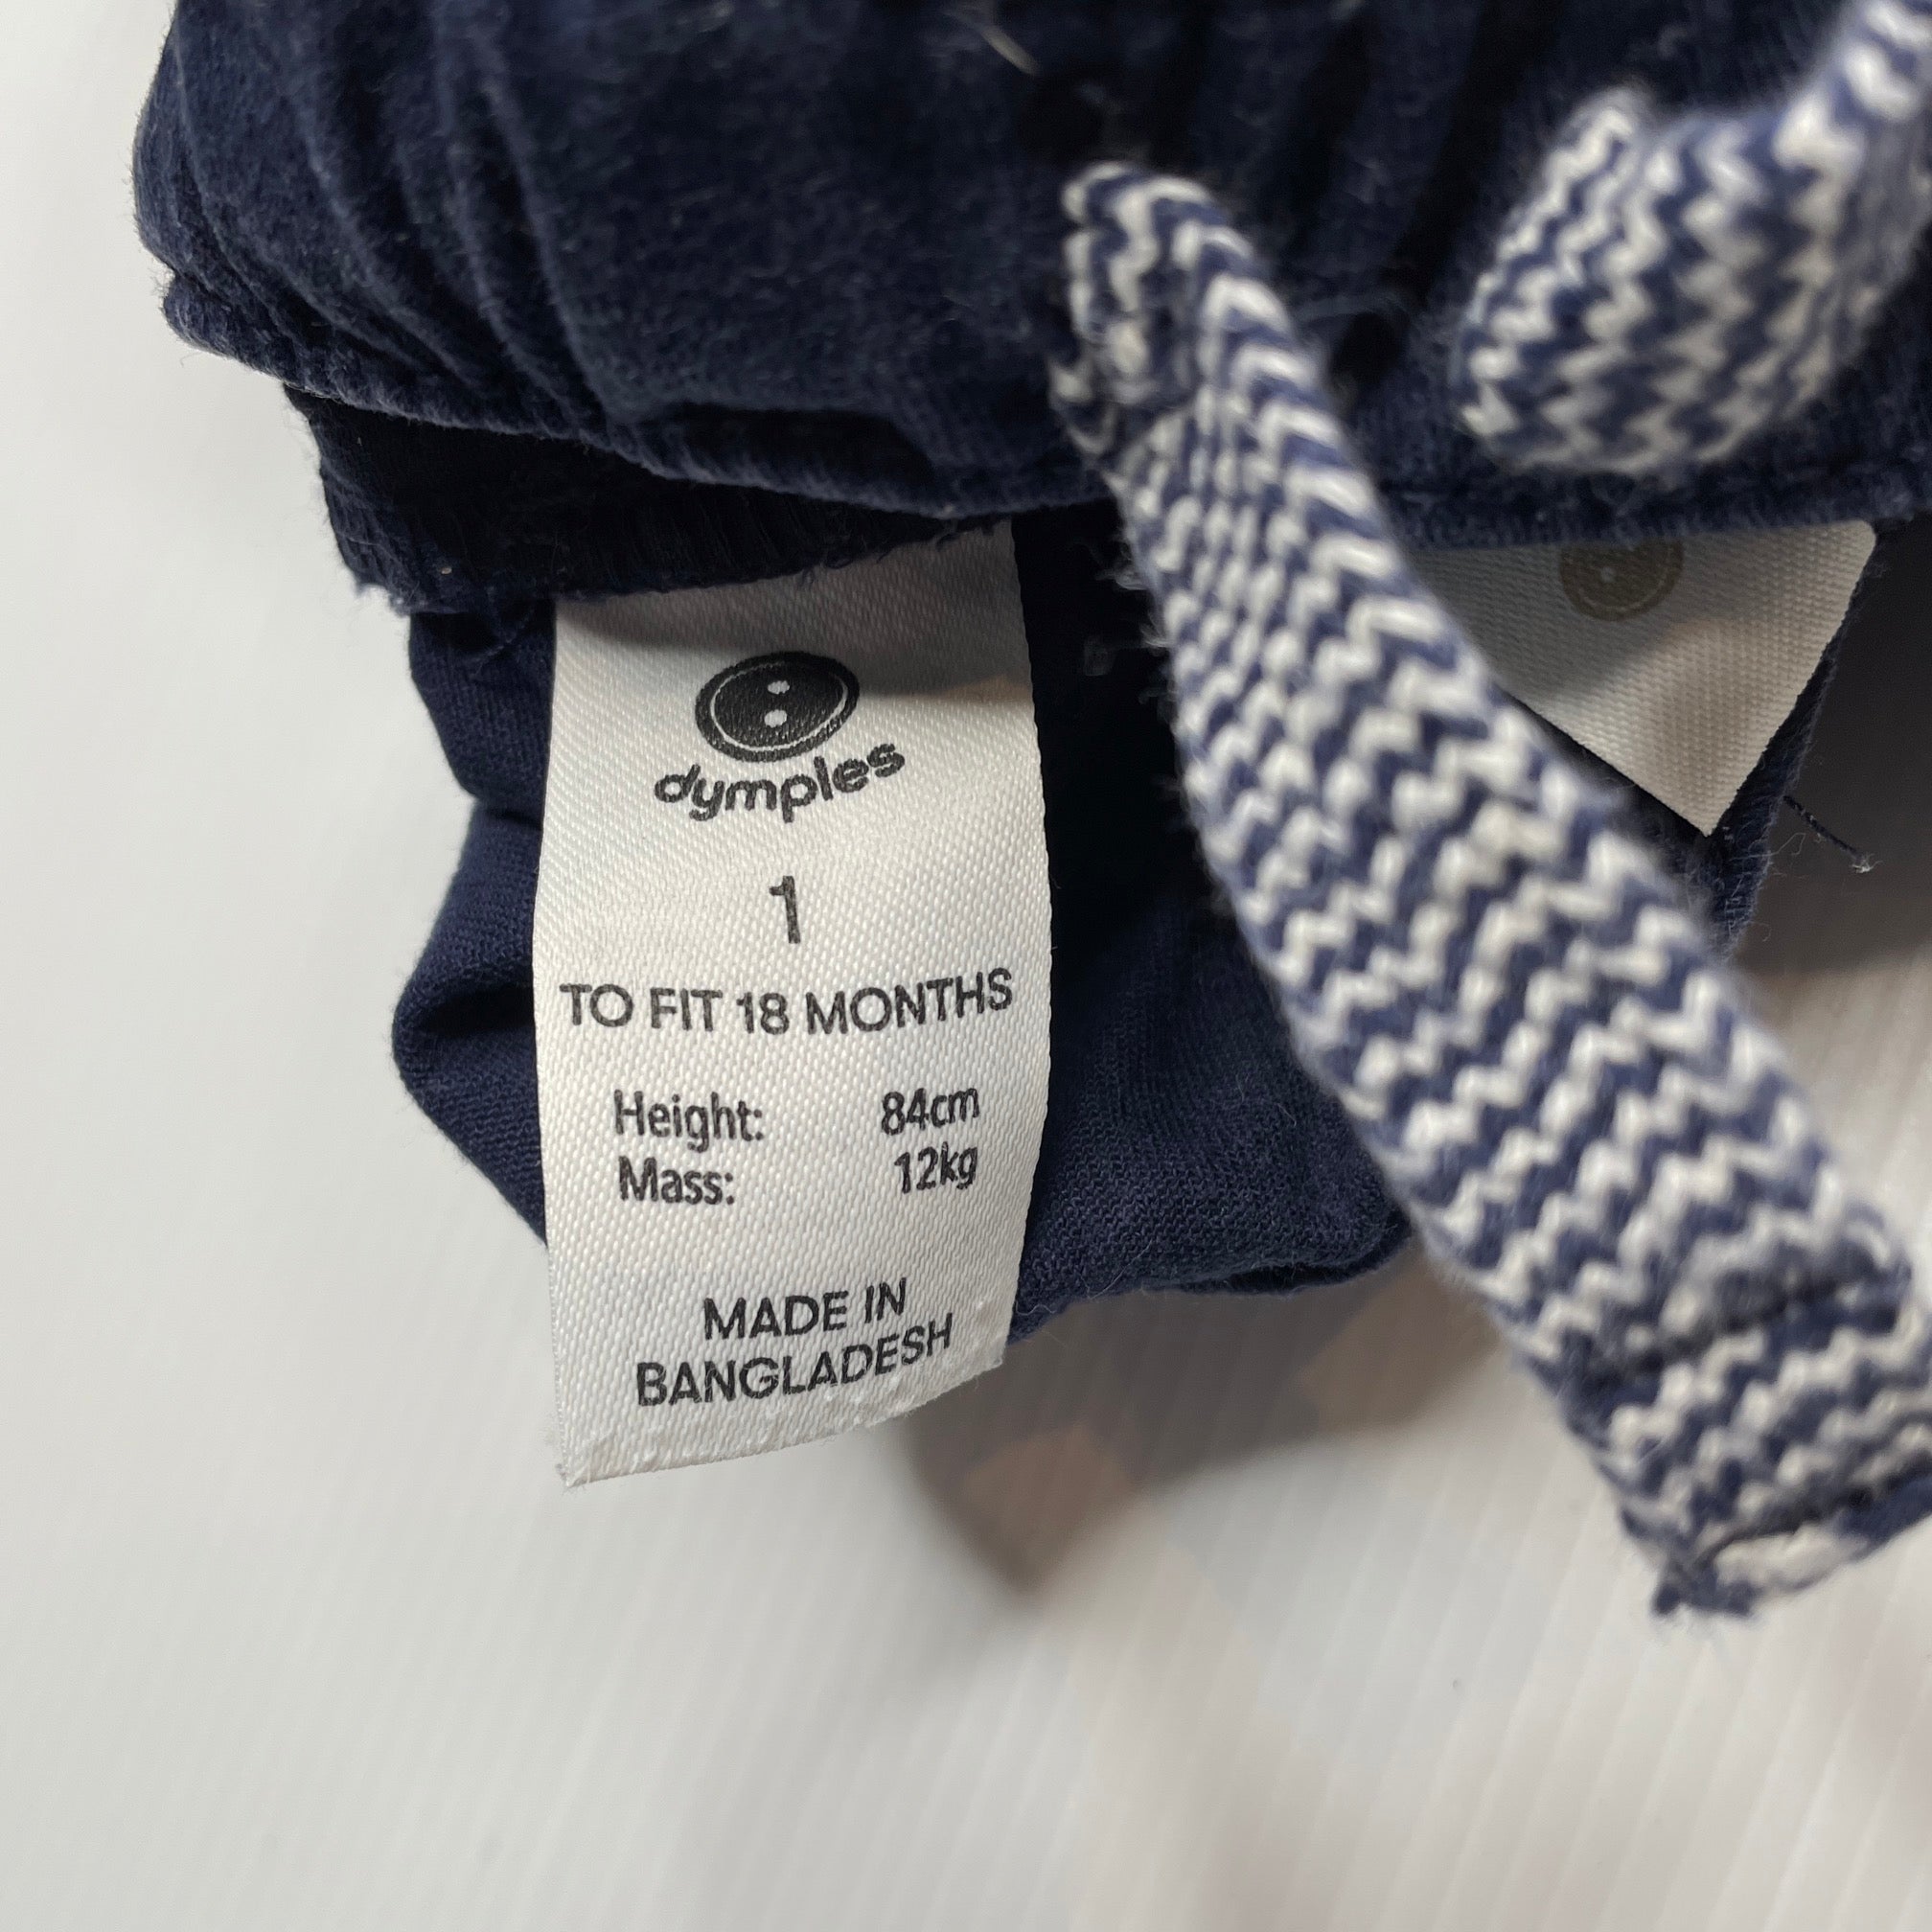 dymples
1
TO FIT 18 MONTHS
Height: 84cm
Mass: 12kg
MADE IN
BANGLADESH